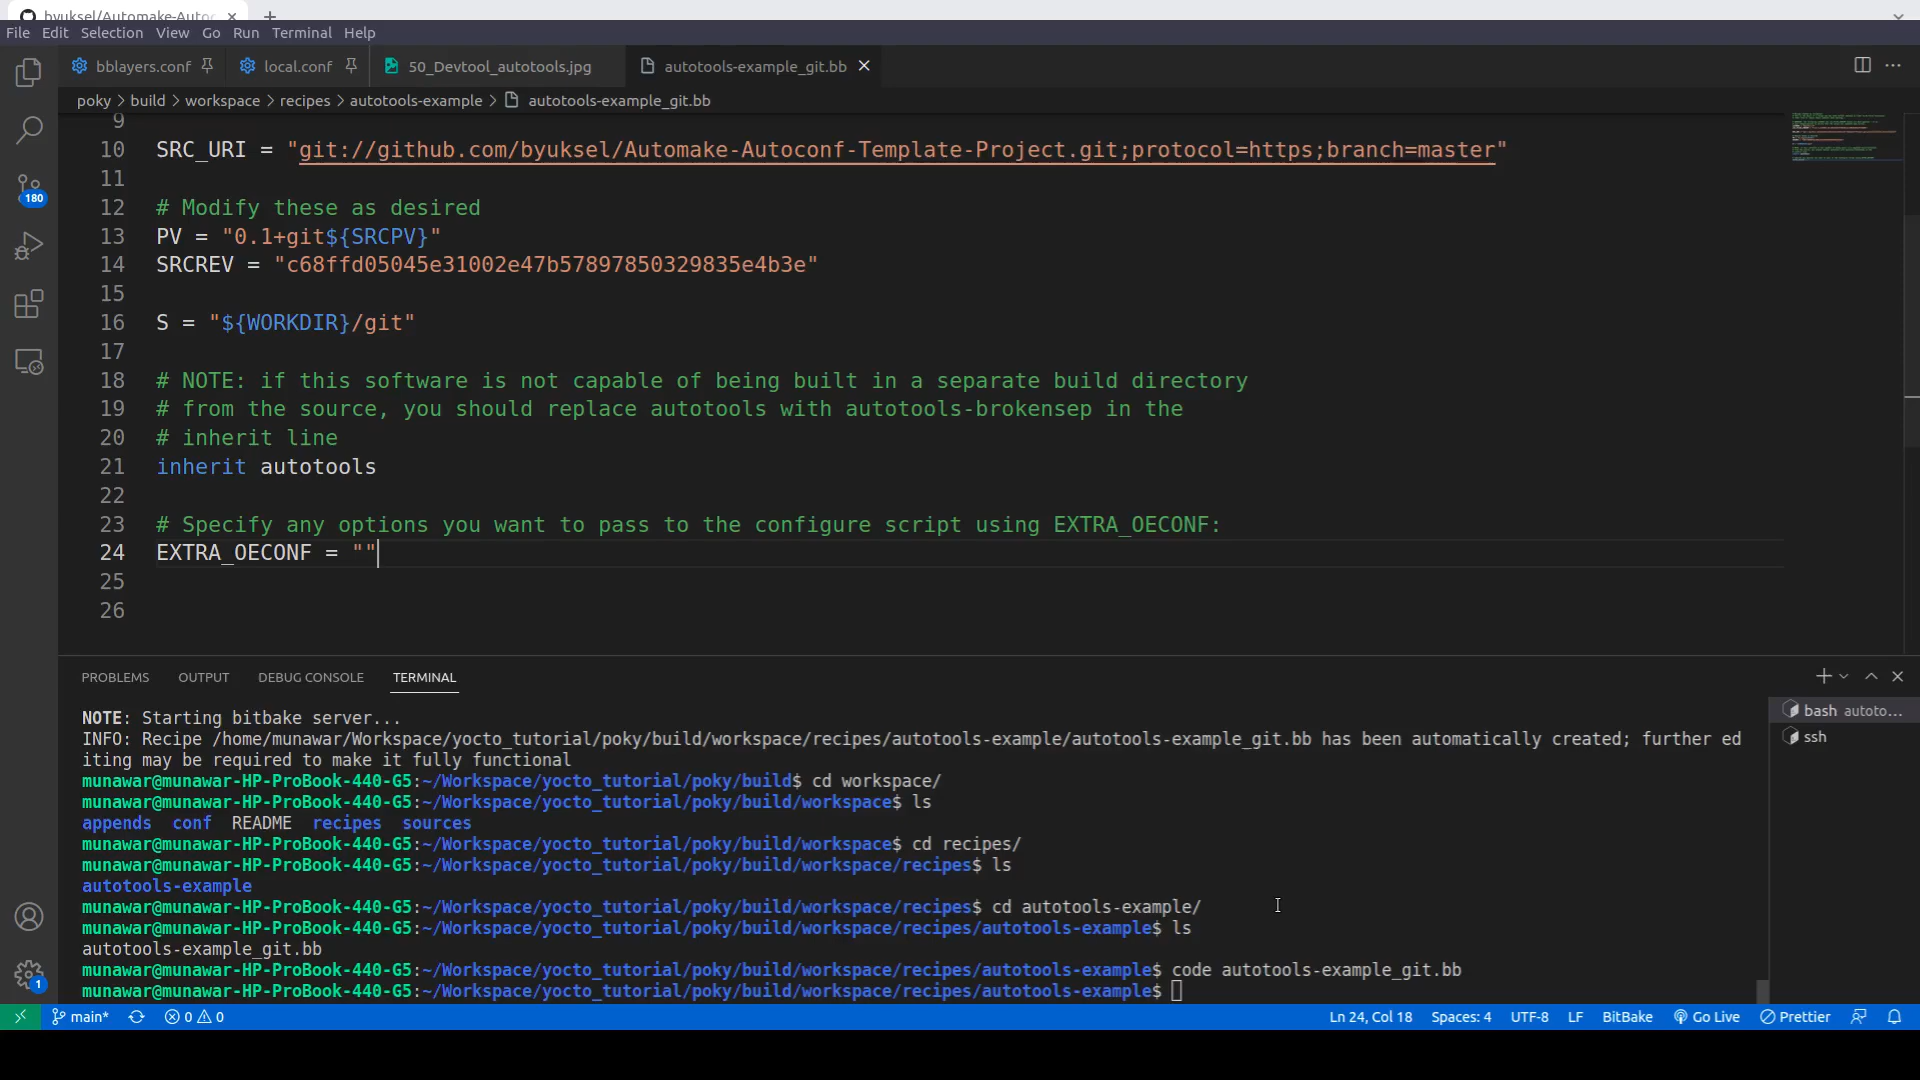 byuksel/Automake-Autoc
File Edit Selection View Go Run Terminal Help
bblayers.conf local.conf 50_Devtool_autotools.jpg autotools-example_git.bb
poky > build > workspace > recipes > autotools-example > autotools-example_git.bb
9
10 SRC_URI = "git://github.com/byuksel/Automake-Autoconf-Template-Project.git;protocol=https;branch=master"
11
12 # Modify these as desired
13 PV = "0.1+git${SRCPV}"
14 SRCREV = "c68ffd05045e31002e47b57897850329835e4b3e"
15
16 S = "${WORKDIR}/git"
17
18 # NOTE: if this software is not capable of being built in a separate build directory
19 # from the source, you should replace autotools with autotools-brokensep in the
20 # inherit line
21 inherit autotools
22
23 # Specify any options you want to pass to the configure script using EXTRA_OECONF:
24 EXTRA_OECONF = ""
25
26
180
PROBLEMS OUTPUT DEBUG CONSOLE TERMINAL
NOTE: Starting bitbake server...
INFO: Recipe /home/munawar/Workspace/yocto_tutorial/poky/build/workspace/recipes/autotools-example/autotools-example_git.bb has been automatically created; further ed
iting may be required to make it fully functional
munawar@munawar-HP-ProBook-440-G5:~/Workspace/yocto_tutorial/poky/build$ cd workspace/
munawar@munawar-HP-ProBook-440-G5:~/Workspace/yocto_tutorial/poky/build/workspace$ ls
appends conf README recipes sources
munawar@munawar-HP-ProBook-440-G5:~/Workspace/yocto_tutorial/poky/build/workspace$ cd recipes/
munawar@munawar-HP-ProBook-440-G5:~/Workspace/yocto_tutorial/poky/build/workspace/recipes$ ls
autotools-example
munawar@munawar-HP-ProBook-440-G5:~/Workspace/yocto_tutorial/poky/build/workspace/recipes$ cd autotools-example/
munawar@munawar-HP-ProBook-440-G5:~/Workspace/yocto_tutorial/poky/build/workspace/recipes/autotools-example$ ls
autotools-example_git.bb
munawar@munawar-HP-ProBook-440-G5:~/Workspace/yocto_tutorial/poky/build/workspace/recipes/autotools-example$ code autotools-example_git.bb
munawar@munawar-HP-ProBook-440-G5:~/Workspace/yocto_tutorial/poky/build/workspace/recipes/autotools-example$
bash autoto...
ssh
1
main* 0 0 Ln 24, Col 18 Spaces: 4 UTF-8 LF BitBake Go Live Prettier